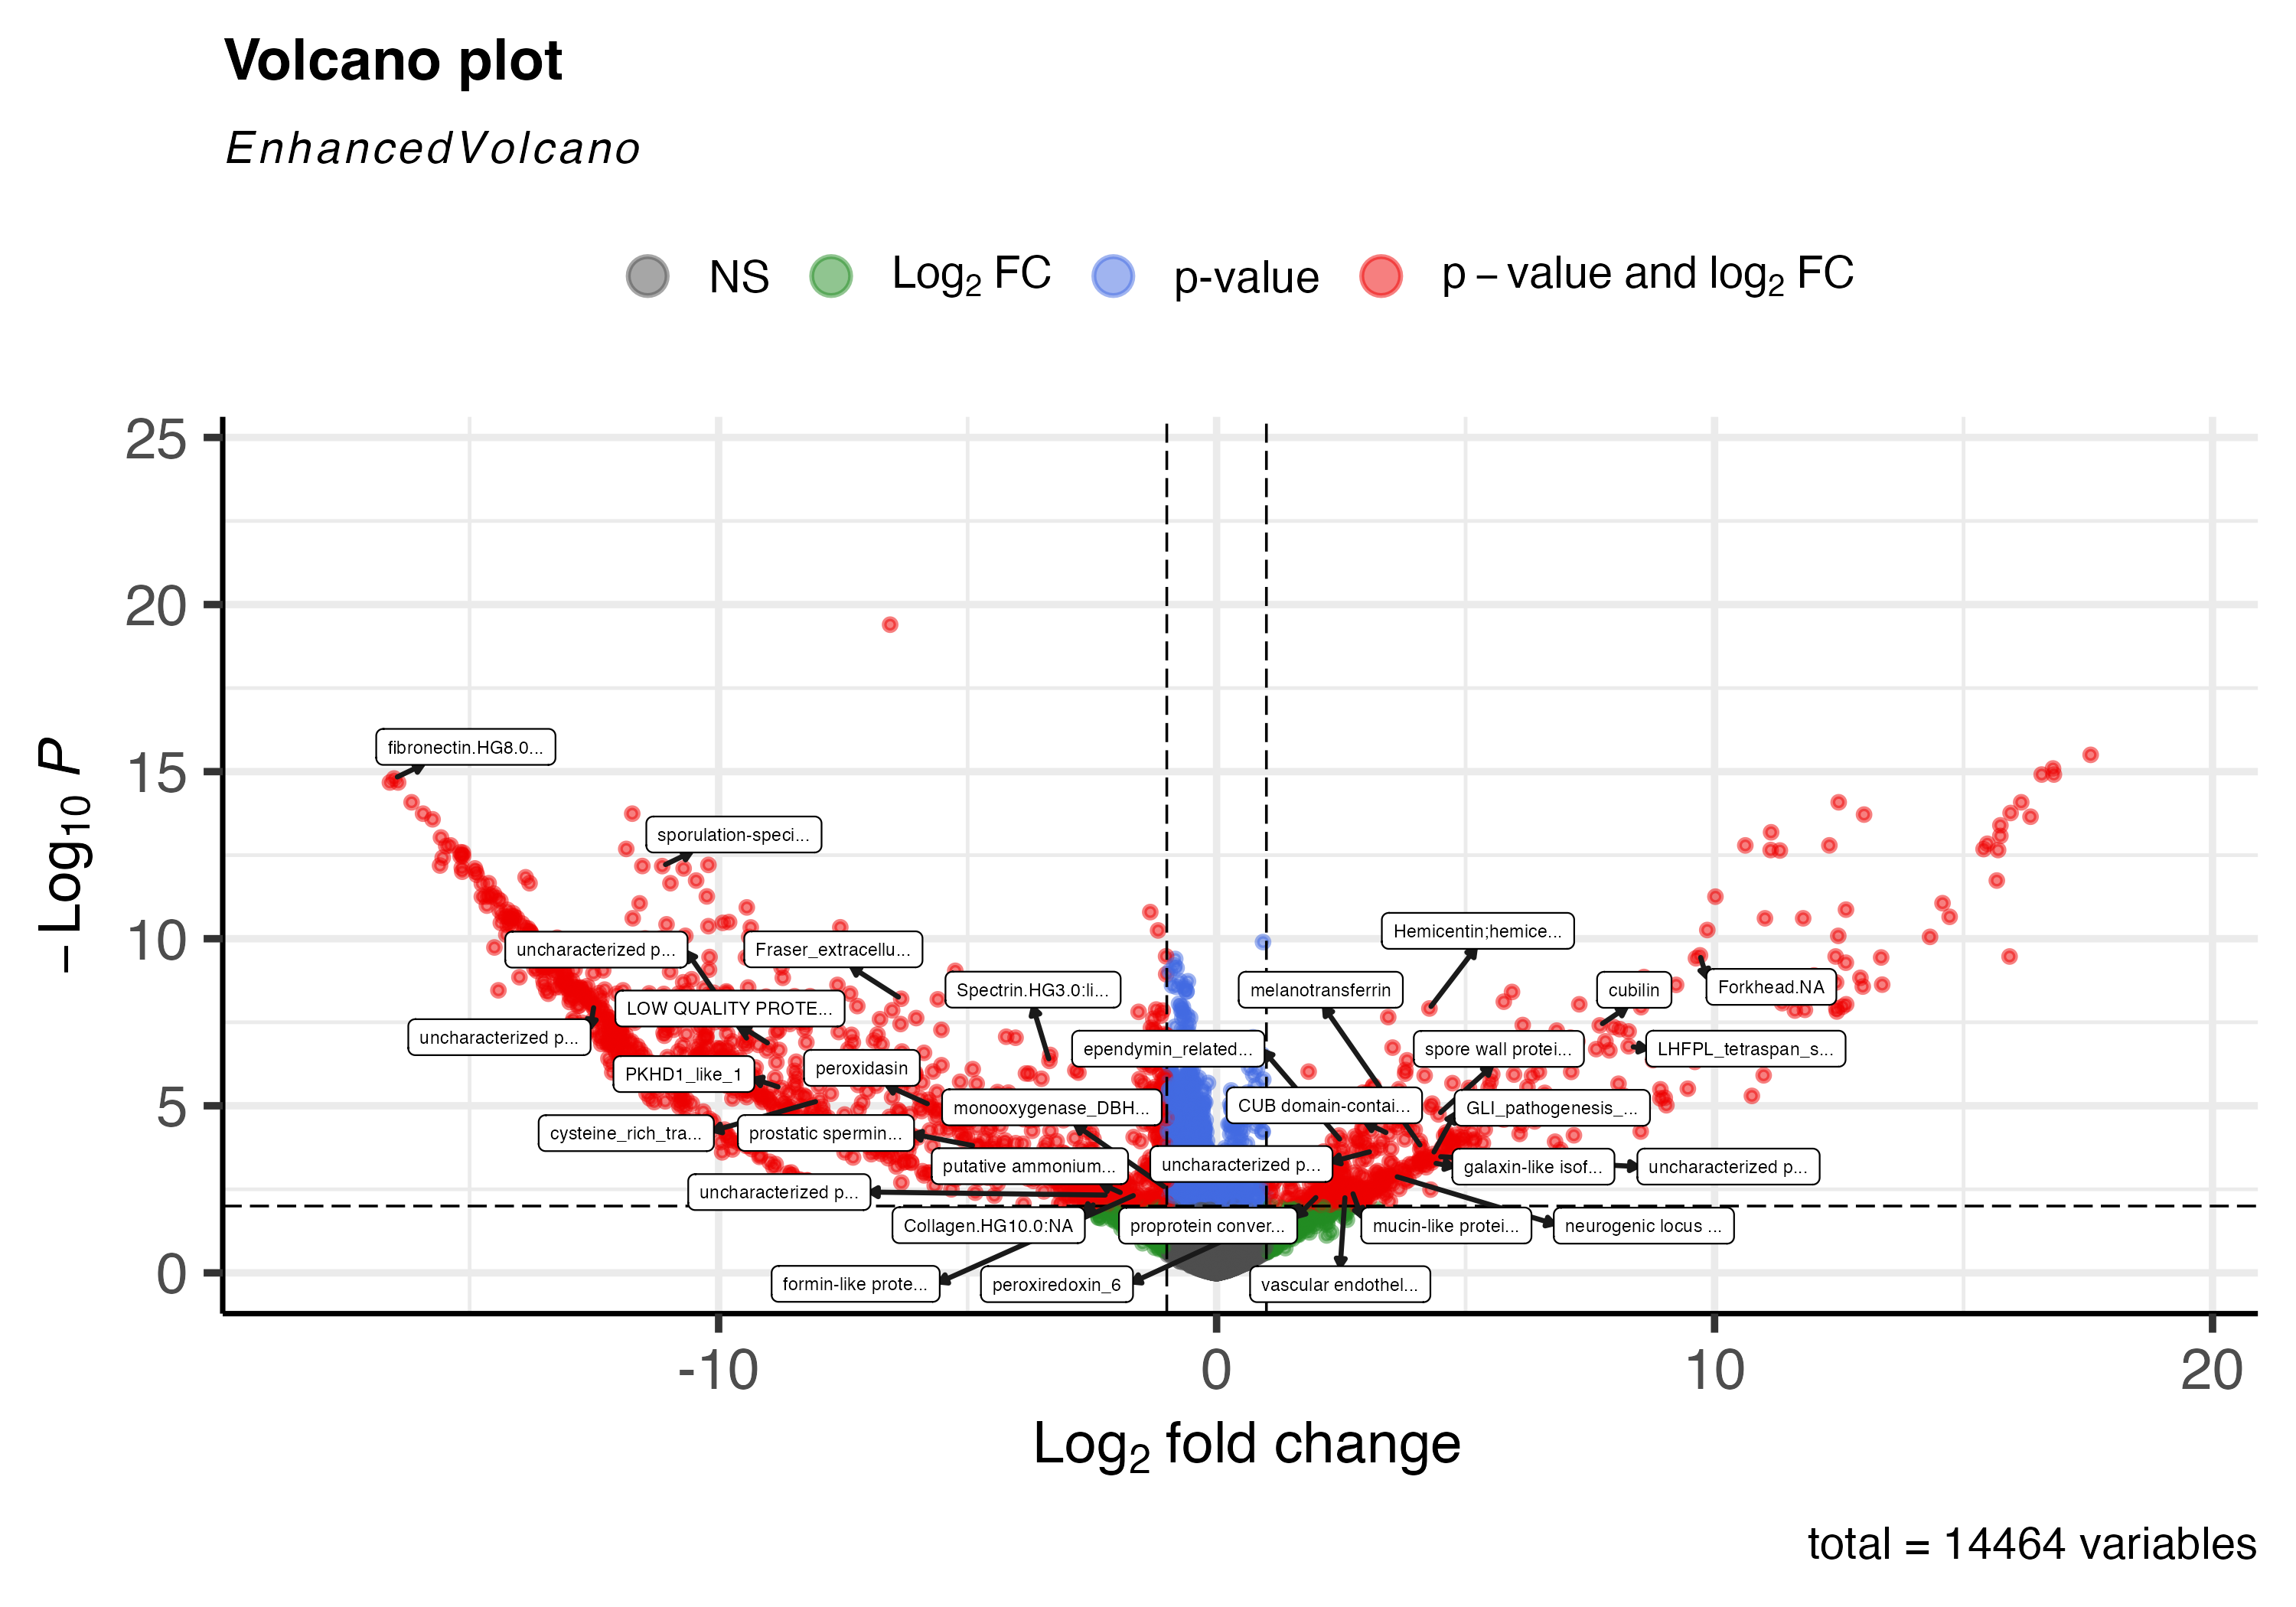 Volcano plot
EnhancedVolcano
NS
Log2 FC
p-value
p – value and log2 FC
25
20
15
10
5
0
– Log10 P
fibronectin.HG8.0...
sporulation-speci...
Hemicentin;hemice...
uncharacterized p...
Fraser_extracellu...
Spectrin.HG3.0:li...
melanotransferrin
cubilin
Forkhead.NA
LOW QUALITY PROTE...
uncharacterized p...
ependymin_related...
spore wall protei...
LHFPL_tetraspan_s...
PKHD1_like_1
peroxidasin
monooxygenase_DBH...
CUB domain-contai...
GLI_pathogenesis_...
cysteine_rich_tra...
prostatic spermin...
putative ammonium...
uncharacterized p...
galaxin-like isof...
uncharacterized p...
uncharacterized p...
Collagen.HG10.0:NA
proprotein conver...
mucin-like protei...
neurogenic locus ...
formin-like prote...
peroxiredoxin_6
vascular endothel...
-10
0
10
20
Log2 fold change
total = 14464 variables